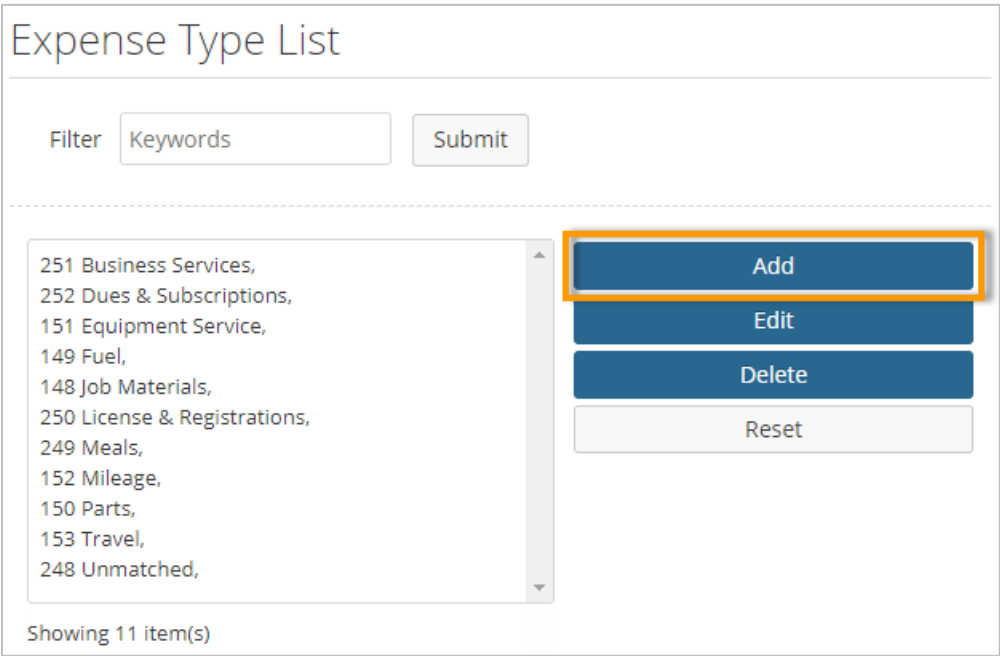 Expense Type List
Filter Keywords Submit
251 Business Services,
252 Dues & Subscriptions,
151 Equipment Service,
149 Fuel,
148 Job Materials,
250 License & Registrations,
249 Meals,
152 Mileage,
150 Parts,
153 Travel,
248 Unmatched,
Add
Edit
Delete
Reset
Showing 11 item(s)